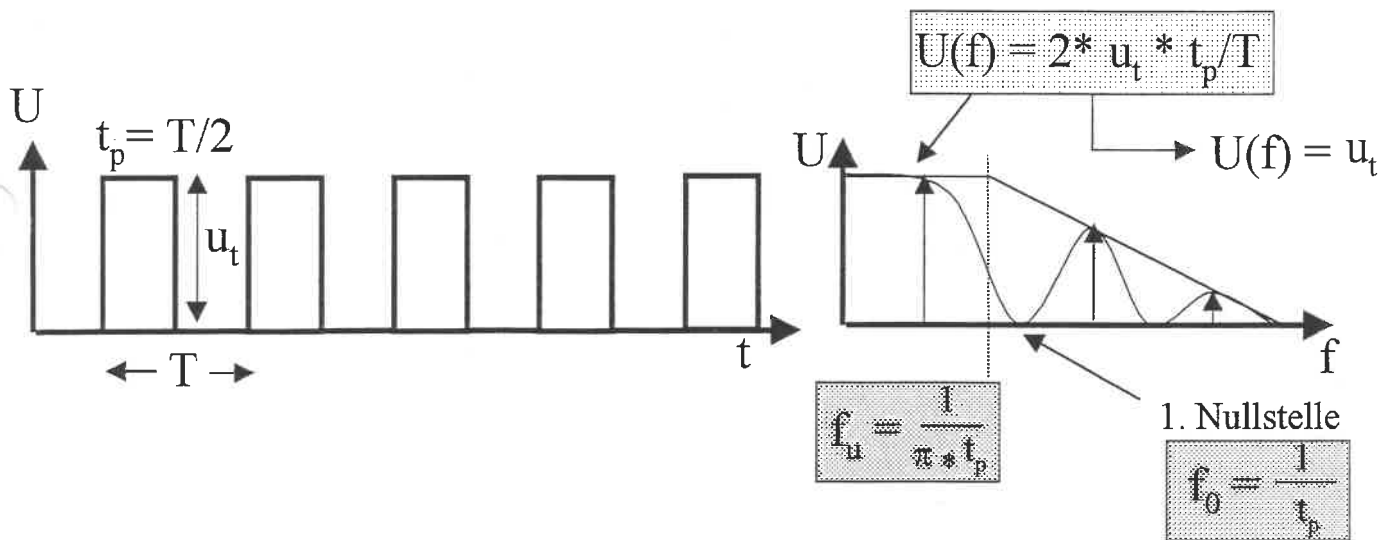 U(f) = 2* u_t * t_p/T
U
t_p = T/2
U
U(f) = u_t
u_t
t
f
T
f_u = 1/(π * t_p)
1. Nullstelle
f_0 = 1/t_p